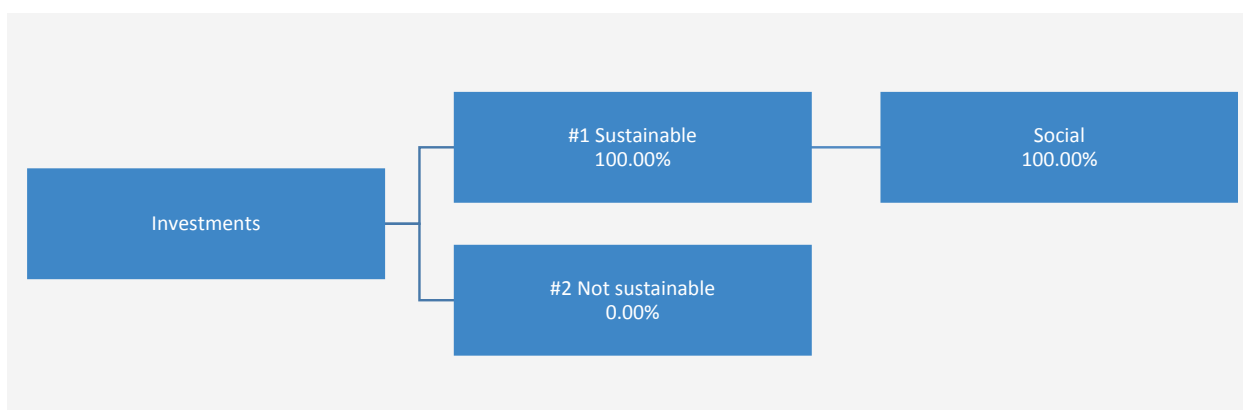 Investments
#1 Sustainable
100.00%
Social
100.00%
#2 Not sustainable
0.00%